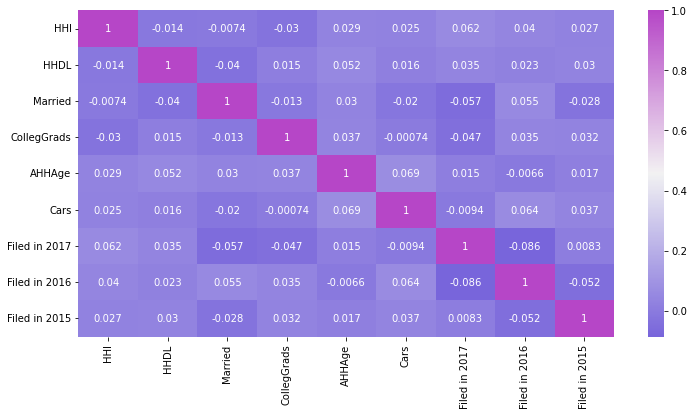 HHI 1 -0.014 -0.0074 -0.03 0.029 0.025 0.062 0.04 0.027
HHDL -0.014 1 -0.04 0.015 0.052 0.016 0.035 0.023 0.03
Married -0.0074 -0.04 1 -0.013 0.03 -0.02 -0.057 0.055 -0.028
CollegGrads -0.03 0.015 -0.013 1 0.037 -0.00074 -0.047 0.035 0.032
AHHAge 0.029 0.052 0.03 0.037 1 0.069 0.015 -0.0066 0.017
Cars 0.025 0.016 -0.02 -0.00074 0.069 1 -0.0094 0.064 0.037
Filed in 2017 0.062 0.035 -0.057 -0.047 0.015 -0.0094 1 -0.086 0.0083
Filed in 2016 0.04 0.023 0.055 0.035 -0.0066 0.064 -0.086 1 -0.052
Filed in 2015 0.027 0.03 -0.028 0.032 0.017 0.037 0.0083 -0.052 1
HHI
HHDL
Married
CollegGrads
AHHAge
Cars
Filed in 2017
Filed in 2016
Filed in 2015
1.0
0.8
0.6
0.4
0.2
0.0